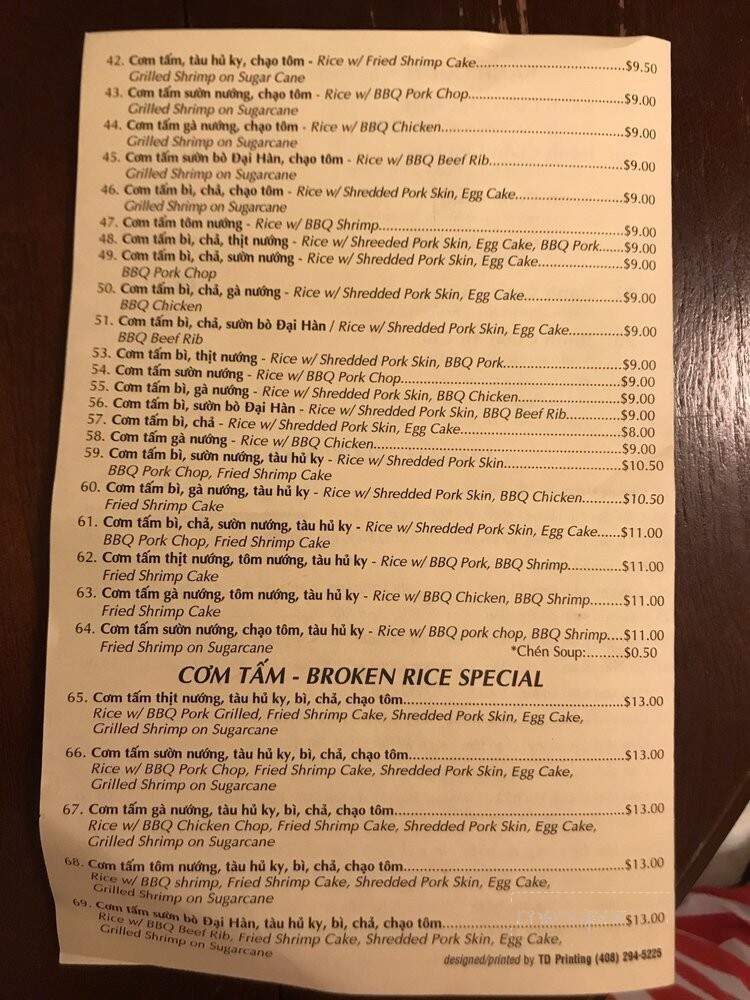 42. Cơm tấm, tàu hủ ky, chạo tôm - Rice w/ Fried Shrimp Cake..........$9.50
Grilled Shrimp on Sugar Cane
43. Cơm tấm sườn nướng, chạo tôm - Rice w/ BBQ Pork Chop..........$9.00
Grilled Shrimp on Sugarcane
44. Cơm tấm gà nướng, chạo tôm - Rice w/ BBQ Chicken..........$9.00
Grilled Shrimp on Sugarcane
45. Cơm tấm sườn bò Đại Hàn, chạo tôm - Rice w/ BBQ Beef Rib..........$9.00
Grilled Shrimp on Sugarcane
46. Cơm tấm bì, chả, chạo tôm - Rice w/ Shredded Pork Skin, Egg Cake..........$9.00
Grilled Shrimp on Sugarcane
47. Cơm tấm tôm nướng - Rice w/ BBQ Shrimp..........$9.00
48. Cơm tấm bì, chả, thịt nướng - Rice w/ Shreeded Pork Skin, Egg Cake, BBQ Pork......$9.00
49. Cơm tấm bì, chả, sườn nướng - Rice w/ Shredded Pork Skin, Egg Cake..........$9.00
BBQ Pork Chop
50. Cơm tấm bì, chả, gà nướng - Rice w/ Shredded Pork Skin, Egg Cake..........$9.00
BBQ Chicken
51. Cơm tấm bì, chả, sườn bò Đại Hàn / Rice w/ Shredded Pork Skin, Egg Cake..........$9.00
BBQ Beef Rib
53. Cơm tấm bì, thịt nướng - Rice w/ Shredded Pork Skin, BBQ Pork..........$9.00
54. Cơm tấm sườn nướng - Rice w/ BBQ Pork Chop..........$9.00
55. Cơm tấm bì, gà nướng - Rice w/ Shredded Pork Skin, BBQ Chicken..........$9.00
56. Cơm tấm bì, sườn bò Đại Hàn - Rice w/ Shredded Pork Skin, BBQ Beef Rib..........$9.00
57. Cơm tấm bì, chả - Rice w/ Shredded Pork Skin, Egg Cake..........$8.00
58. Cơm tấm gà nướng - Rice w/ BBQ Chicken..........$9.00
59. Cơm tấm bì, sườn nướng, tàu hủ ky - Rice w/ Shredded Pork Skin..........$10.50
BBQ Pork Chop, Fried Shrimp Cake
60. Cơm tấm bì, gà nướng, tàu hủ ky - Rice w/ Shredded Pork Skin, BBQ Chicken..........$10.50
Fried Shrimp Cake
61. Cơm tấm bì, chả, sườn nướng, tàu hủ ky - Rice w/ Shredded Pork Skin, Egg Cake......$11.00
BBQ Pork Chop, Fried Shrimp Cake
62. Cơm tấm thịt nướng, tôm nướng, tàu hủ ky - Rice w/ BBQ Pork, BBQ Shrimp..........$11.00
Fried Shrimp Cake
63. Cơm tấm gà nướng, tôm nướng, tàu hủ ky - Rice w/ BBQ Chicken, BBQ Shrimp........$11.00
Fried Shrimp Cake
64. Cơm tấm sườn nướng, chạo tôm, tàu hủ ky - Rice w/ BBQ pork chop, BBQ Shrimp....$11.00
Fried Shrimp on Sugarcane
*Chén Soup:.........$0.50
CƠM TẤM - BROKEN RICE SPECIAL
65. Cơm tấm thịt nướng, tàu hủ ky, bì, chả, chạo tôm..........$13.00
Rice w/ BBQ Pork Grilled, Fried Shrimp Cake, Shredded Pork Skin, Egg Cake,
Grilled Shrimp on Sugarcane
66. Cơm tấm sườn nướng, tàu hủ ky, bì, chả, chạo tôm..........$13.00
Rice w/ BBQ Pork Chop, Fried Shrimp Cake, Shredded Pork Skin, Egg Cake,
Grilled Shrimp on Sugarcane
67. Cơm tấm gà nướng, tàu hủ ky, bì, chả, chạo tôm..........$13.00
Rice w/ BBQ Chicken Chop, Fried Shrimp Cake, Shredded Pork Skin, Egg Cake,
Grilled Shrimp on Sugarcane
68. Cơm tấm tôm nướng, tàu hủ ky, bì, chả, chạo tôm..........$13.00
Rice w/ BBQ shrimp, Fried Shrimp Cake, Shredded Pork Skin, Egg Cake,
Grilled Shrimp on Sugarcane
69. Cơm tấm sườn bò Đại Hàn, tàu hủ ky, bì, chả, chạo tôm..........$13.00
Rice w/ BBQ Beef Rib, Fried Shrimp Cake, Shredded Pork Skin, Egg Cake,
Grilled Shrimp on Sugarcane
designed/printed by TD Printing (408) 294-5225